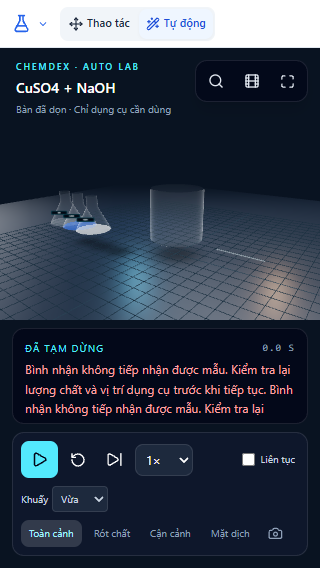 Thao tác
Tự động
CHEMDEX · AUTO LAB
CuSO4 + NaOH
Bàn đã dọn · Chỉ dụng cụ cần dùng
ĐÃ TẠM DỪNG
0.0 S
Bình nhận không tiếp nhận được mẫu. Kiểm tra lại
lượng chất và vị trí dụng cụ trước khi tiếp tục. Bình
nhận không tiếp nhận được mẫu. Kiểm tra lại
1×
Liên tục
Khuấy
Vừa
Toàn cảnh
Rót chất
Cận cảnh
Mặt dịch